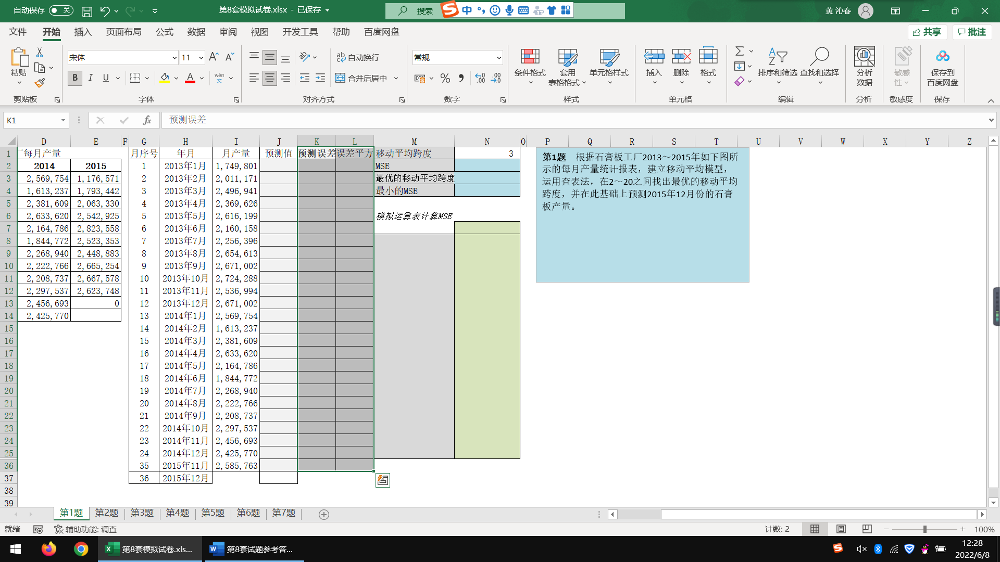 自动保存 关 第8套模拟试卷.xlsx - 已保存 搜索 中 黄 沁春
文件 开始 插入 页面布局 公式 数据 审阅 视图 开发工具 帮助 百度网盘 共享 批注
宋体 11 自动换行 常规
粘贴 条件格式 套用 单元格样式 插入 删除 格式 排序和筛选 查找和选择 分析 敏感 保存到
B I U A wén 文 合并后居中 表格格式 数据 性 百度网盘
剪贴板 字体 对齐方式 数字 样式 单元格 编辑 分析 敏感度 保存
K1 fx 预测误差
D E F G H I J K L M N O P Q R S T U V W X Y Z
1 每月产量 月序号 年月 月产量 预测值 预测误差 误差平方 移动平均跨度 3
2 2014 2015 1 2013年1月 1,749,801 MSE
3 2,569,754 1,176,571 2 2013年2月 2,011,171 最优的移动平均跨度
4 1,613,237 1,793,442 3 2013年3月 2,496,941 最小的MSE
5 2,381,609 2,063,330 4 2013年4月 2,369,626
6 2,633,620 2,542,925 5 2013年5月 2,616,199 模拟运算表计算MSE
7 2,164,786 2,823,558 6 2013年6月 2,160,158
8 1,844,772 2,523,353 7 2013年7月 2,256,396
9 2,268,940 2,448,883 8 2013年8月 2,654,613
10 2,222,766 2,665,254 9 2013年9月 2,671,002
11 2,208,737 2,667,578 10 2013年10月 2,724,288
12 2,297,537 2,623,748 11 2013年11月 2,536,994
13 2,456,693 0 12 2013年12月 2,671,002
14 2,425,770 13 2014年1月 2,569,754
15 14 2014年2月 1,613,237
16 15 2014年3月 2,381,609
17 16 2014年4月 2,633,620
18 17 2014年5月 2,164,786
19 18 2014年6月 1,844,772
20 19 2014年7月 2,268,940
21 20 2014年8月 2,222,766
22 21 2014年9月 2,208,737
23 22 2014年10月 2,297,537
24 23 2014年11月 2,456,693
25 24 2014年12月 2,425,770
36 35 2015年11月 2,585,763
37 36 2015年12月
38
39
第1题 根据石膏板工厂2013～2015年如下图所
示的每月产量统计报表，建立移动平均模型，
运用查表法，在2～20之间找出最优的移动平均
跨度，并在此基础上预测2015年12月份的石膏
板产量。
第1题 第2题 第3题 第4题 第5题 第6题 第7题
就绪 辅助功能: 调查 计数: 2 100%
第8套模拟试卷.xls... 第8套试题参考答... 12:28
2022/6/8